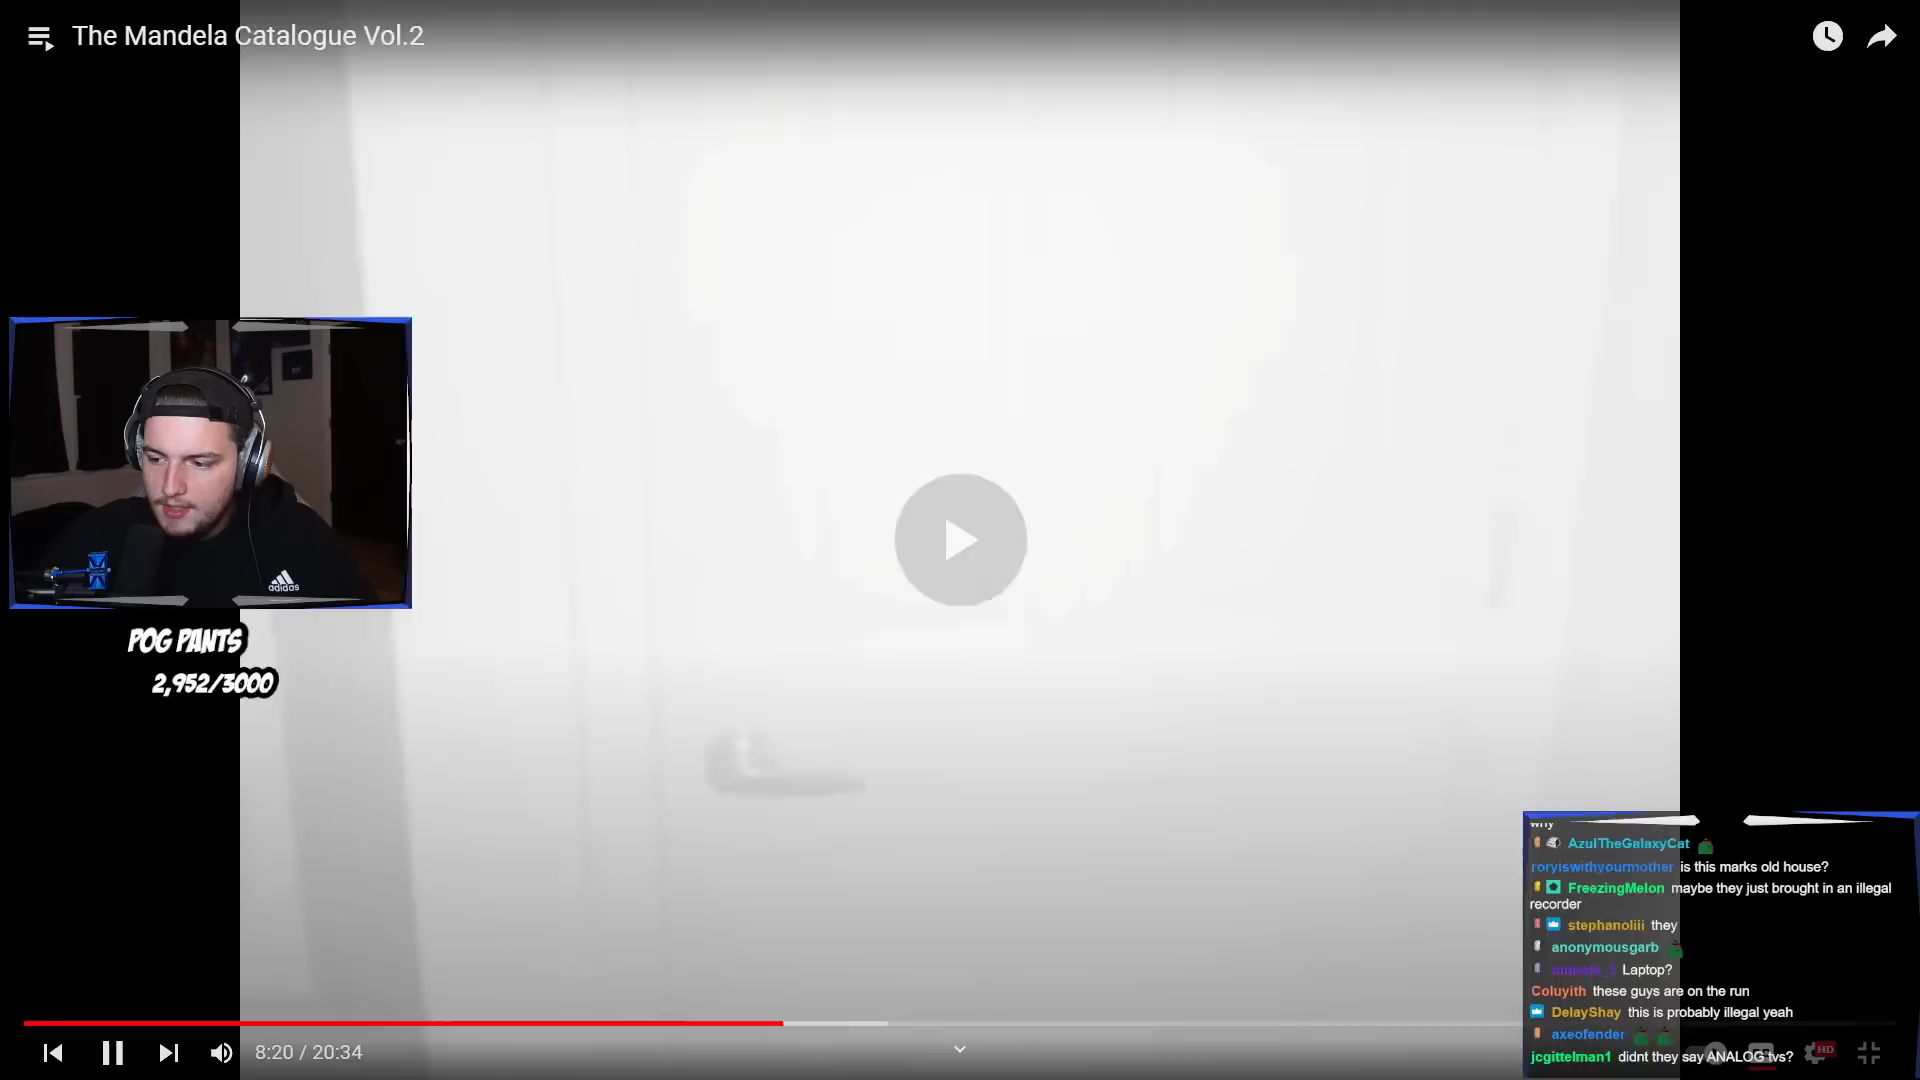 The Mandela Catalogue Vol.2
adidas
POG PANTS
2,952/3000
why
AzulTheGalaxyCat
roryiswithyourmother is this marks old house?
FreezingMelon maybe they just brought in an illegal
recorder
stephanoliii they
anonymousgarb
Laptop?
Coluyith these guys are on the run
DelayShay this is probably illegal yeah
axeofender
jcgittelman1 didnt they say ANALOG tvs?
8:20 / 20:34
HD